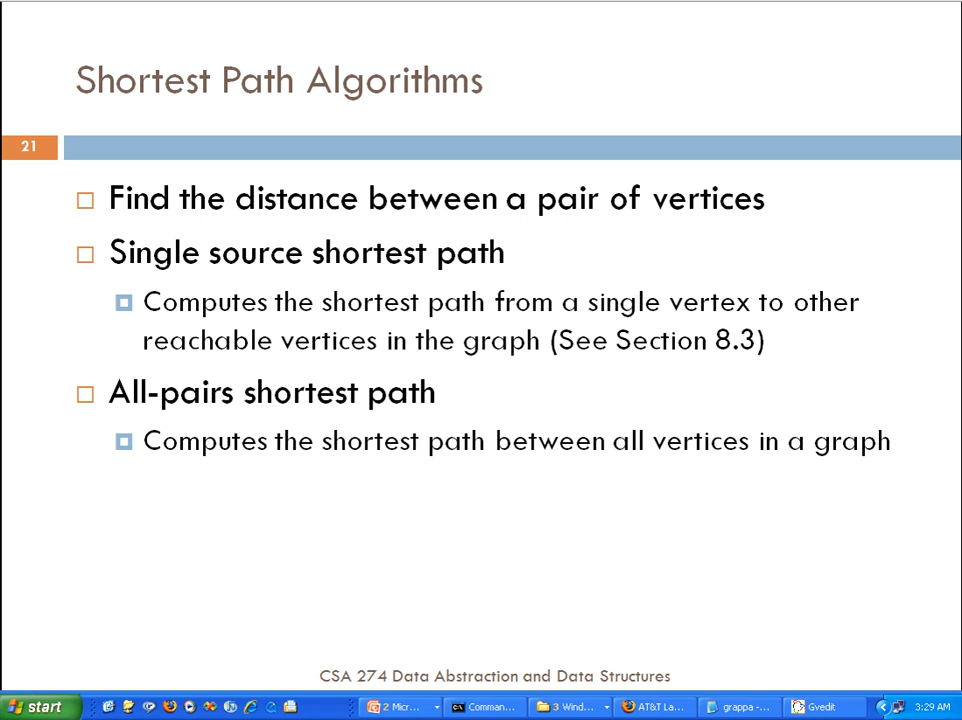 Shortest Path Algorithms
21
Find the distance between a pair of vertices
Single source shortest path
Computes the shortest path from a single vertex to other
reachable vertices in the graph (See Section 8.3)
All-pairs shortest path
Computes the shortest path between all vertices in a graph
CSA 274 Data Abstraction and Data Structures
start 2 Micr... Comman... 3 Wind... AT&T La... grappa -... Gvedit 3:29 AM